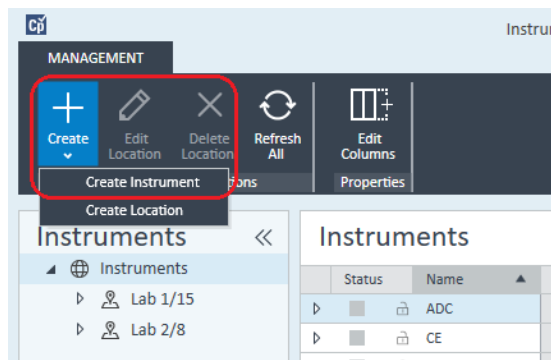 Cp
Instru
MANAGEMENT
Create
Edit Location
Delete Location
Refresh All
Edit Columns
Create Instrument
ons
Properties
Create Location
Instruments
Instruments
Lab 1/15
Lab 2/8
Instruments
Status
Name
ADC
CE